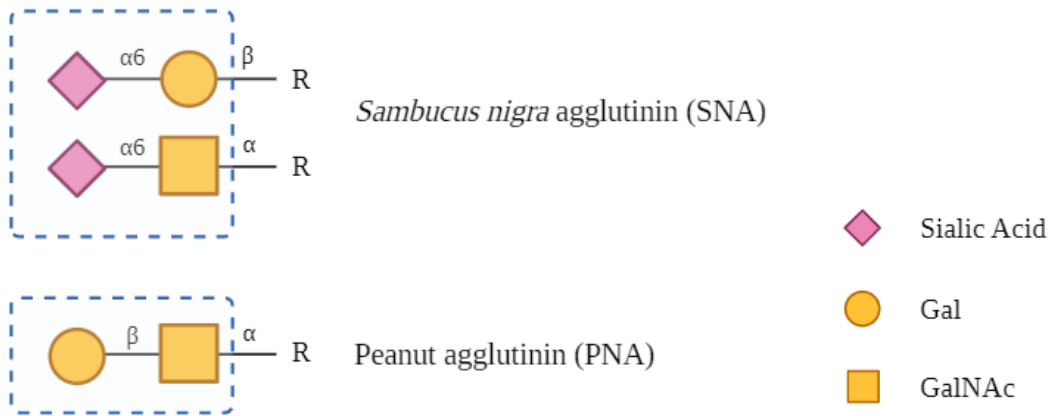 α6 β R
Sambucus nigra agglutinin (SNA)
α6 α R
Sialic Acid
Gal
β α R Peanut agglutinin (PNA)
GalNAc